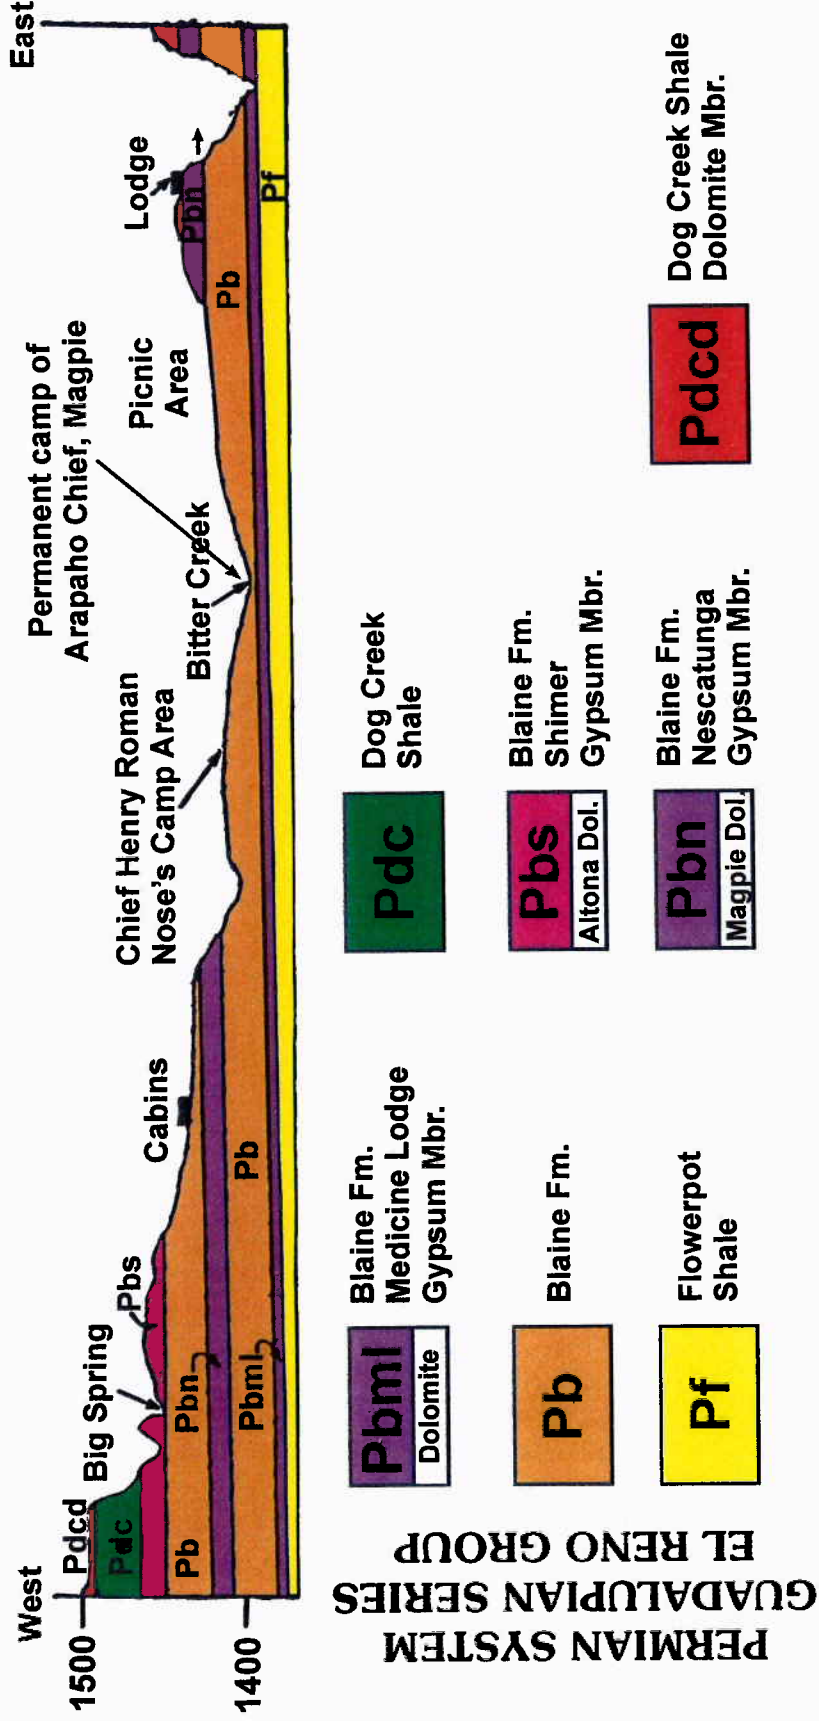 West
East
1500
1400
Pdcd
Pdc
Big Spring
Pbs
Cabins
Chief Henry Roman
Nose's Camp Area
Bitter Creek
Permanent camp of
Arapaho Chief, Magpie
Picnic
Area
Lodge
Pb
Pbn
Pbml
Pb
Pb
Pbn
Pf
PERMIAN SYSTEM
GUADALUPIAN SERIES
EL RENO GROUP
Pbml
Dolomite
Blaine Fm.
Medicine Lodge
Gypsum Mbr.
Pb
Blaine Fm.
Pf
Flowerpot
Shale
Pdc
Dog Creek
Shale
Pbs
Altona Dol.
Blaine Fm.
Shimer
Gypsum Mbr.
Pbn
Magpie Dol.
Blaine Fm.
Nescatunga
Gypsum Mbr.
Pdcd
Dog Creek Shale
Dolomite Mbr.